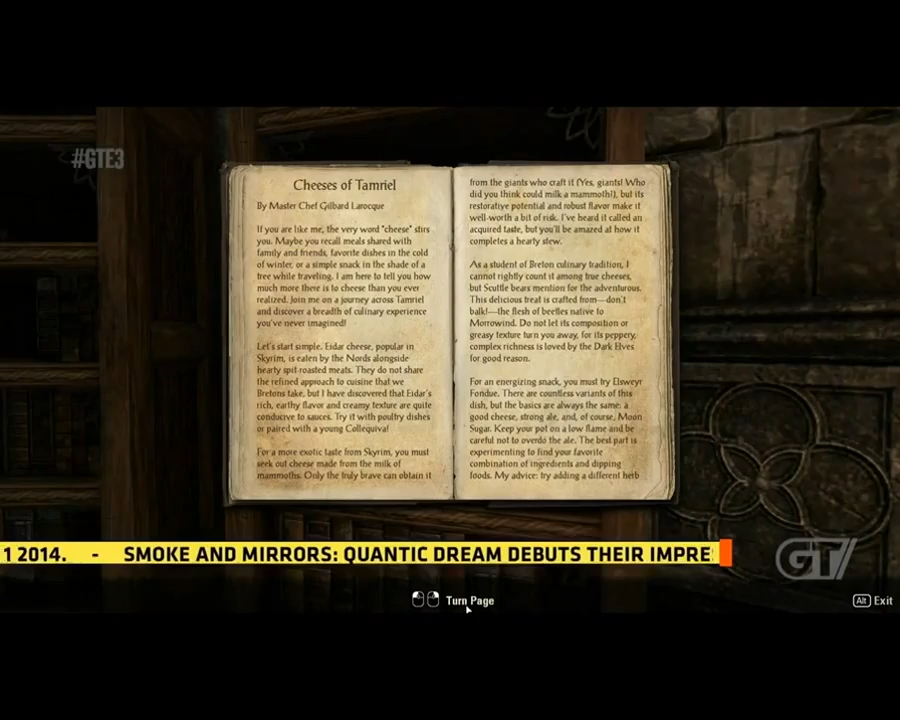 #GTE3
Cheeses of Tamriel
By Master Chef Gilbard Larocque
If you are like me, the very word "cheese" stirs
you. Maybe you recall meals shared with
family and friends, favorite dishes in the cold
of winter, or a simple snack in the shade of a
tree while traveling. I am here to tell you how
much more there is to cheese than you ever
realized. Join me on a journey across Tamriel
and discover a breadth of culinary experience
you've never imagined!
Let's start simple. Eidar cheese, popular in
Skyrim, is eaten by the Nords alongside
hearty spit-roasted meats. They do not share
the refined approach to cuisine that we
Bretons take, but I have discovered that Eidar's
rich, earthy flavor and creamy texture are quite
conducive to sauces. Try it with poultry dishes
or paired with a young Collequiva!
For a more exotic taste from Skyrim, you must
seek out cheese made from the milk of
mammoths. Only the truly brave can obtain it
from the giants who craft it (Yes, giants! Who
did you think could milk a mammoth?), but its
restorative potential and robust flavor make it
well-worth a bit of risk. I've heard it called an
acquired taste, but you'll be amazed at how it
completes a hearty stew.
As a student of Breton culinary tradition, I
cannot rightly count it among true cheeses,
but Scuttle bears mention for the adventurous.
This delicious treat is crafted from—don't
balk!—the flesh of beetles native to
Morrowind. Do not let its composition or
greasy texture turn you away, for its peppery,
complex richness is loved by the Dark Elves
for good reason.
For an energizing snack, you must try Elsweyr
Fondue. There are countless variants of this
dish, but the basics are always the same: a
good cheese, strong ale, and, of course, Moon
Sugar. Keep your pot on a low flame and be
careful not to overdo the ale. The best part is
experimenting to find your favorite
combination of ingredients and dipping
foods. My advice: try adding a different herb
1 2014. - SMOKE AND MIRRORS: QUANTIC DREAM DEBUTS THEIR IMPRE
GT/
Turn Page
Alt Exit